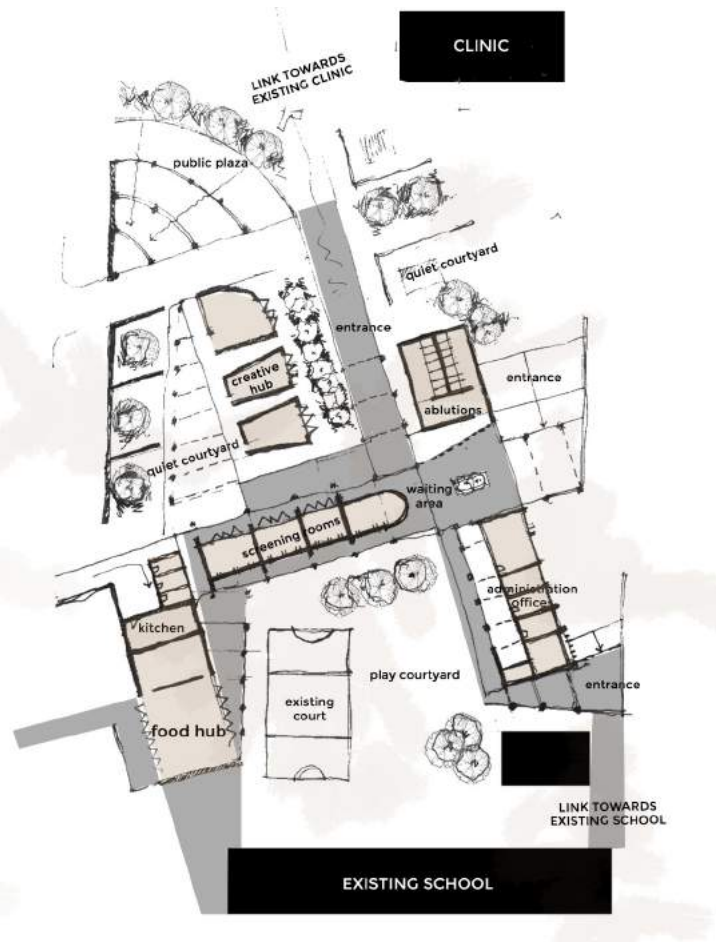 CLINIC
LINK TOWARDS
EXISTING CLINIC
public plaza
quiet courtyard
entrance
creative
hub
entrance
ablutions
quiet courtyard
waiting
area
screening rooms
administration
office
kitchen
play courtyard
existing
court
entrance
food hub
LINK TOWARDS
EXISTING SCHOOL
EXISTING SCHOOL